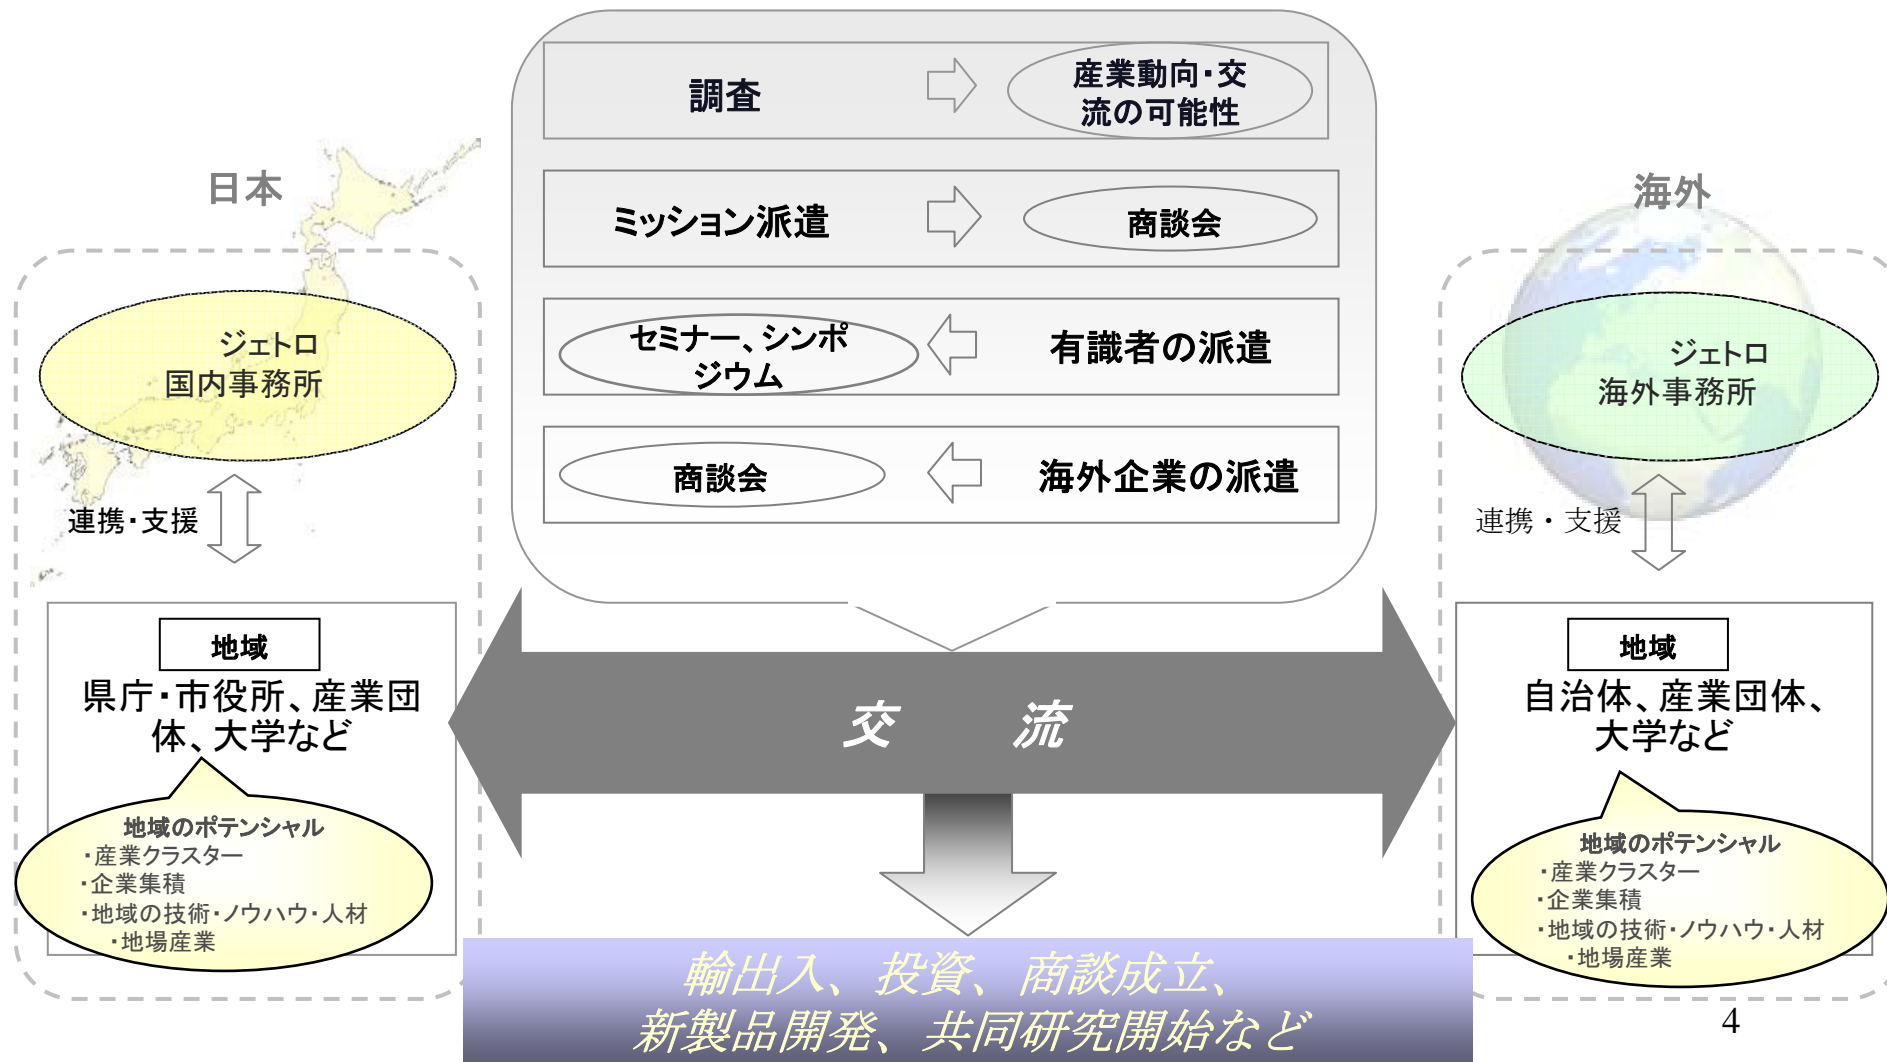 調査
産業動向・交
流の可能性
ミッション派遣
商談会
セミナー、シンポ
ジウム
有識者の派遣
商談会
海外企業の派遣
日本
ジェトロ
国内事務所
連携・支援
地域
県庁・市役所、産業団
体、大学など
地域のポテンシャル
・産業クラスター
・企業集積
・地域の技術・ノウハウ・人材
・地場産業
海外
ジェトロ
海外事務所
連携・支援
地域
自治体、産業団体、
大学など
地域のポテンシャル
・産業クラスター
・企業集積
・地域の技術・ノウハウ・人材
・地場産業
交　流
輸出入、投資、商談成立、
新製品開発、共同研究開始など
4